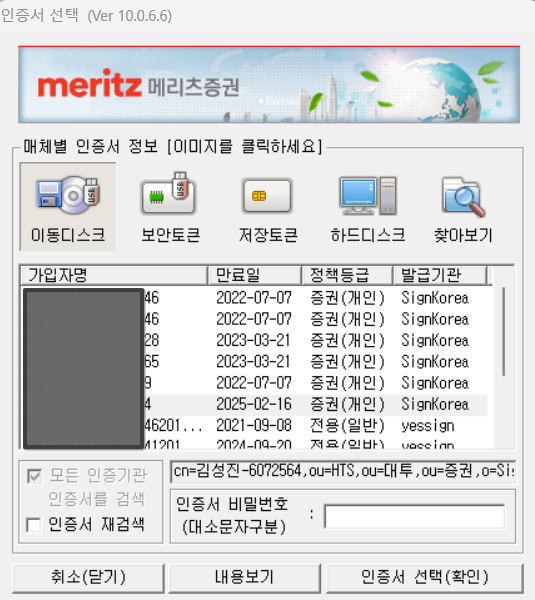 인증서 선택 (Ver 10.0.6.6)
meritz 메리츠증권
매체별 인증서 정보 [이미지를 클릭하세요]
이동디스크 보안토큰 저장토큰 하드디스크 찾아보기
가입자명 만료일 정책등급 발급기관
46 2022-07-07 증권(개인) SignKorea
46 2022-07-07 증권(개인) SignKorea
28 2023-03-21 증권(개인) SignKorea
65 2023-03-21 증권(개인) SignKorea
9 2022-07-07 증권(개인) SignKorea
4 2025-02-16 증권(개인) SignKorea
46201... 2021-09-08 전용(일반) yessign
41201 2024-09-20 전용(일반) yessign
모든 인증기관
인증서를 검색
인증서 재검색
cn=김성진-6072564,ou=HTS,ou=대투,ou=증권,o=Si
인증서 비밀번호 :
(대소문자구분)
취소(닫기) 내용보기 인증서 선택(확인)